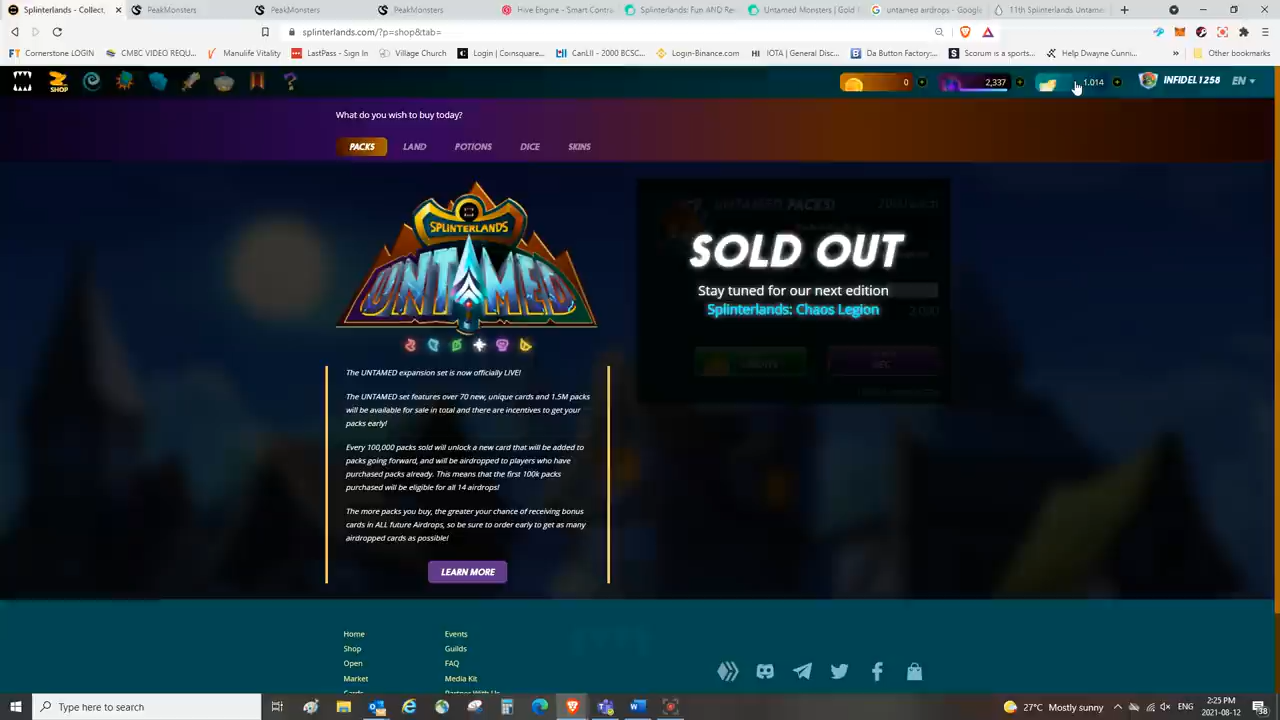 Splinterlands - Collect, PeakMonsters PeakMonsters PeakMonsters Hive Engine - Smart Contra Splinterlands: Fun AND Re Untamed Monsters | Gold F untamed airdrops - Google 11th Splinterlands Untame
splinterlands.com/?p=shop&tab=
Cornerstone LOGIN CMBC VIDEO REQU... Manulife Vitality LastPass - Sign In Village Church Login | Coinsquare... CanLII - 2000 BCSC... Login-Binance.com IOTA | General Disc... Da Button Factory:... Scorum is a sports... Help Dwayne Cunni... Other bookmarks
SHOP 0 2,337 1.014 INFIDEL1258 EN
What do you wish to buy today?
PACKS LAND POTIONS DICE SKINS
SPLINTERLANDS
UNTAMED
UNTAMED PACKS!
SOLD OUT
Stay tuned for our next edition
Splinterlands: Chaos Legion
The UNTAMED expansion set is now officially LIVE!
The UNTAMED set features over 70 new, unique cards and 1.5M packs
will be available for sale in total and there are incentives to get your
packs early!
Every 100,000 packs sold will unlock a new card that will be added to
packs going forward, and will be airdropped to players who have
purchased packs already. This means that the first 100k packs
purchased will be eligible for all 14 airdrops!
The more packs you buy, the greater your chance of receiving bonus
cards in ALL future Airdrops, so be sure to order early to get as many
airdropped cards as possible!
LEARN MORE
Home Events
Shop Guilds
Open FAQ
Market Media Kit
Cards Partner With Us
Type here to search 27°C Mostly sunny ENG 2:25 PM
2021-08-12 38